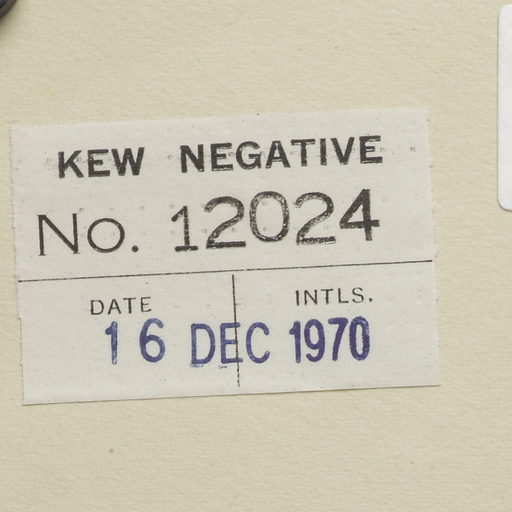 KEW NEGATIVE
No. 12024
DATE INTLS.
16 DEC 1970